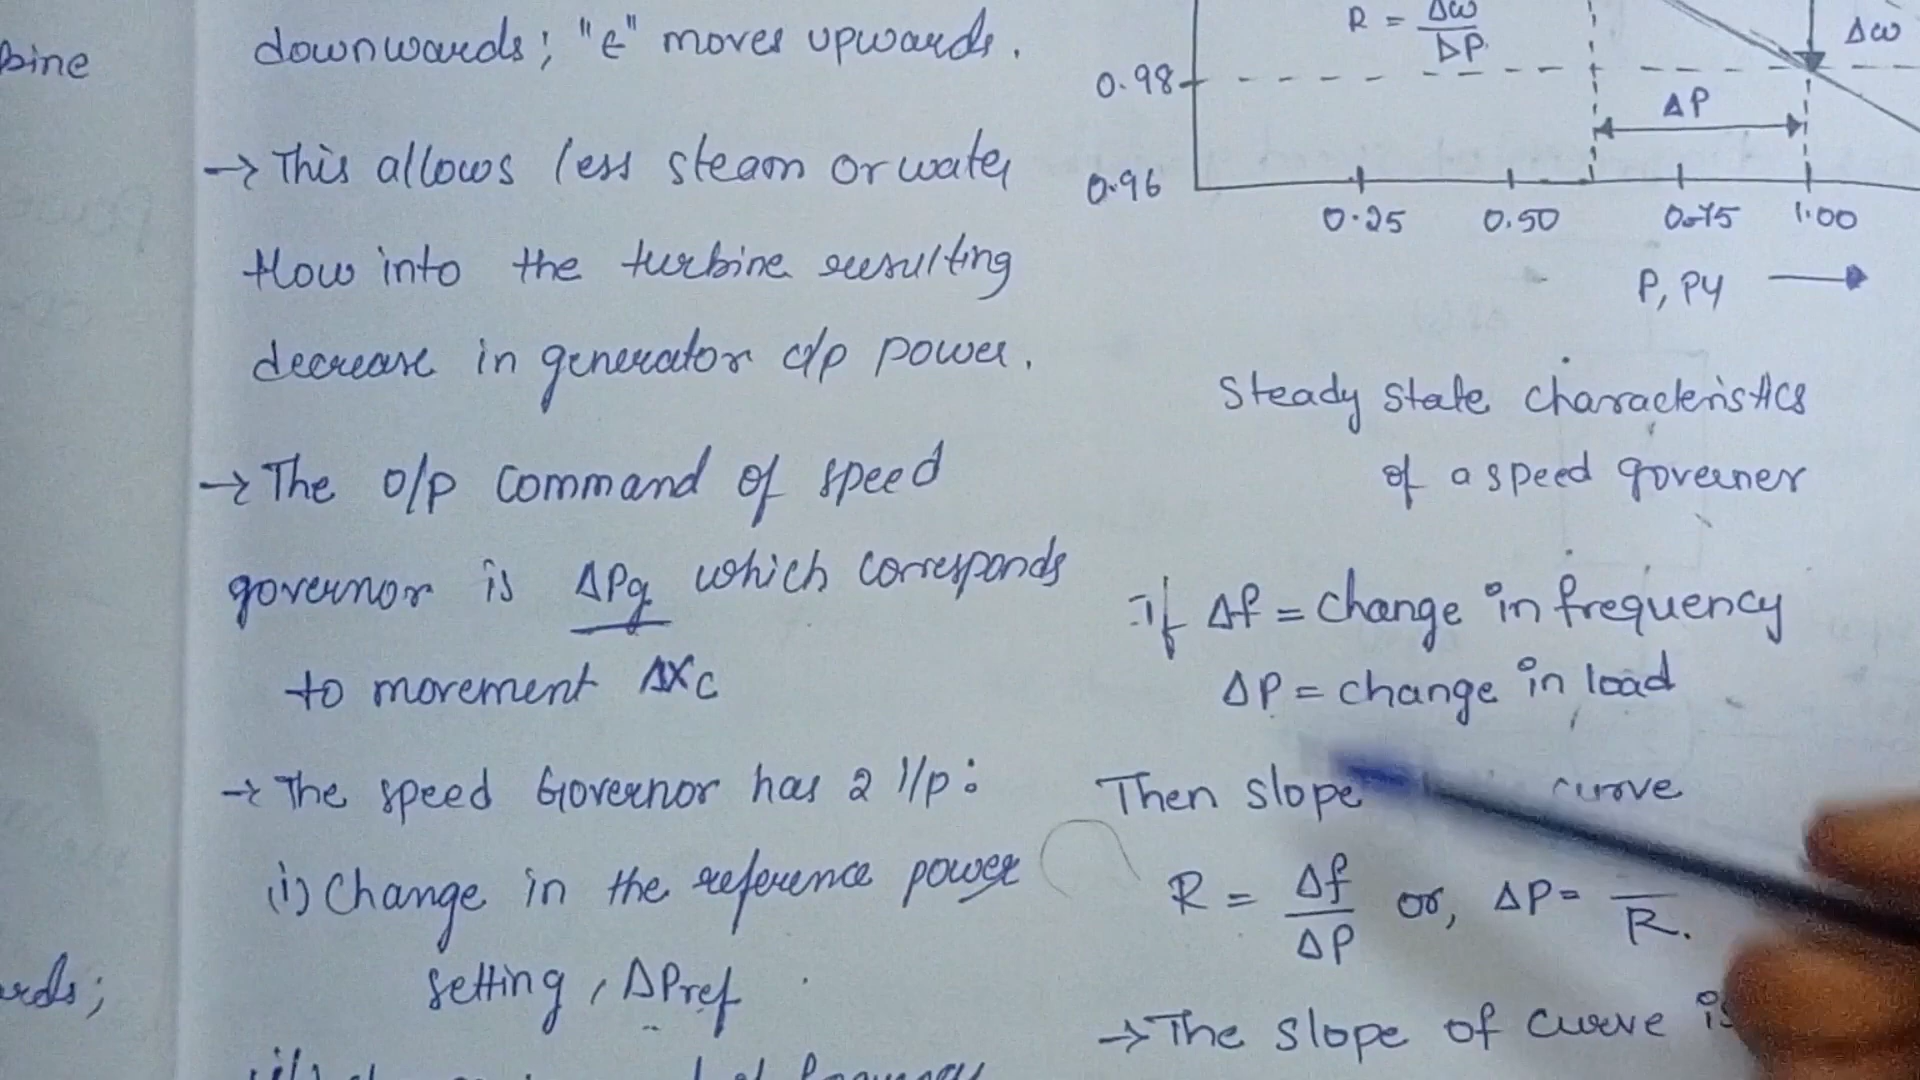 bine
downwards; "E" moves upwards.
→ This allows less steam or water
flow into the turbine resulting
decrease in generator o/p power.
→ The o/p command of speed
governor is ΔPg which corresponds
to movement ΔXc
→ The speed Governor has 2 i/p:
(i) Change in the reference power
setting, ΔPref
R = Δω/ΔP
Δω
0.98
ΔP
0.96
0.25 0.50 0.75 1.00
P, Pu →
Steady state characteristics
of a speed governer
If Δf = change in frequency
ΔP = change in load
Then slope curve
R = Δf/ΔP or, ΔP = /R.
→ The slope of curve is